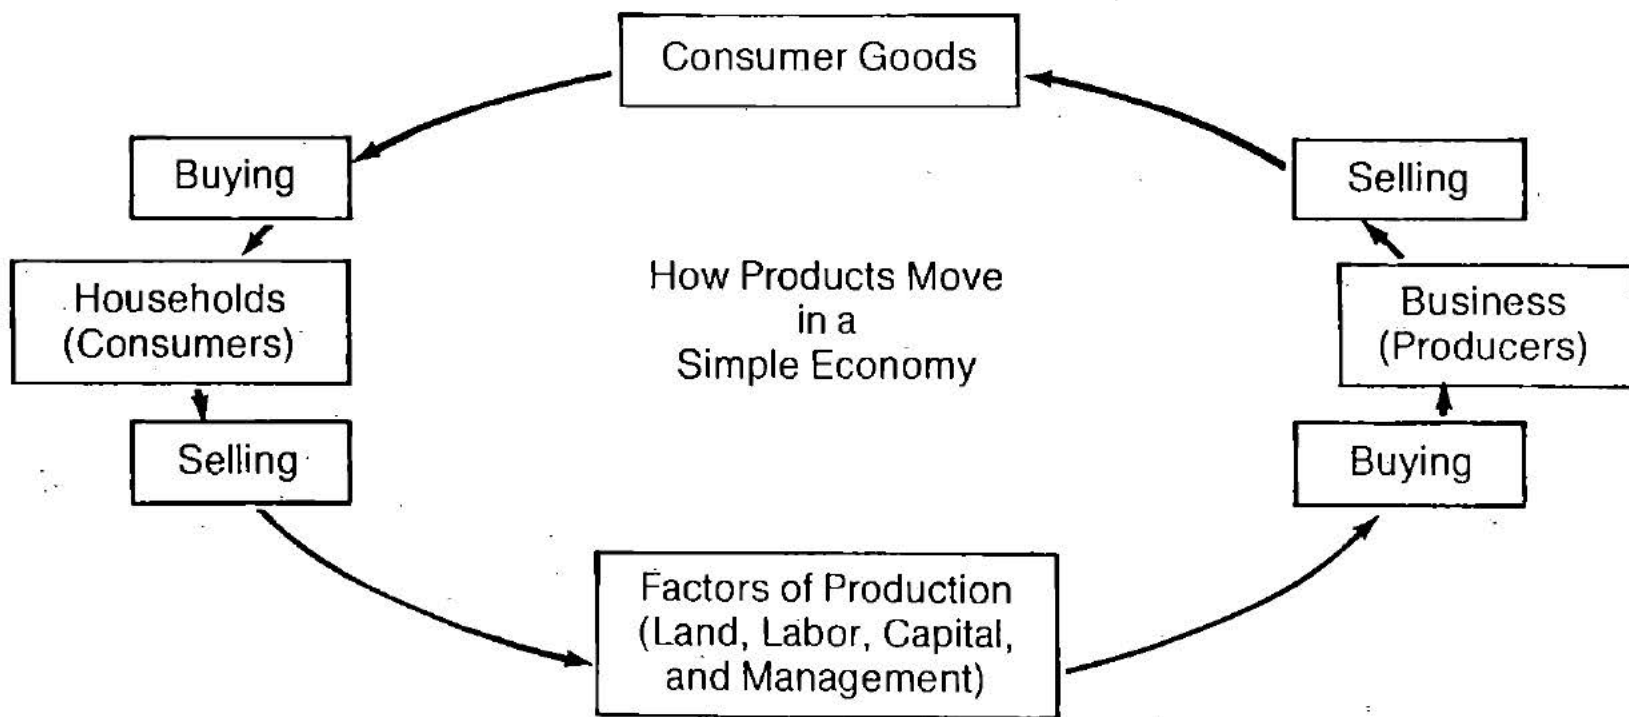 Consumer Goods
Buying
Selling
Households
(Consumers)
How Products Move
in a
Simple Economy
Business
(Producers)
Selling
Buying
Factors of Production
(Land, Labor, Capital,
and Management)